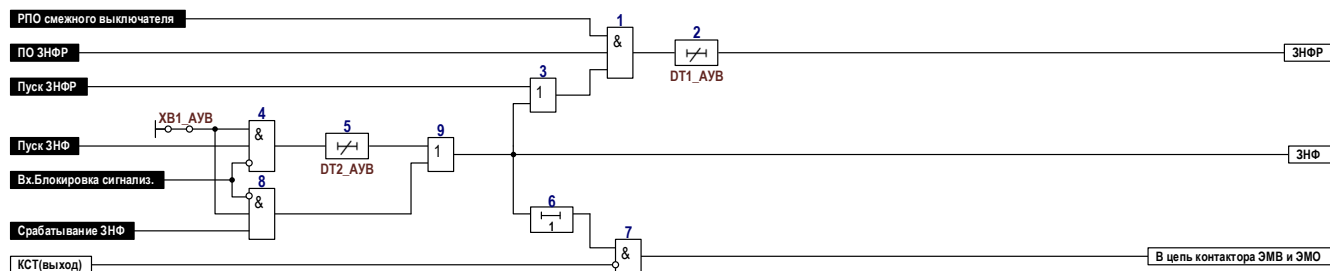 РПО смежного выключателя
1
&
2
DT1_АУВ
ЗНФР
ПО ЗНФР
Пуск ЗНФР
3
1
XB1_АУВ
4
&
5
DT2_АУВ
9
1
Пуск ЗНФ
ЗНФ
Вх.Блокировка сигнализ.
8
&
6
1
Срабатывание ЗНФ
7
&
КСТ(выход)
В цепь контактора ЭМВ и ЭМО